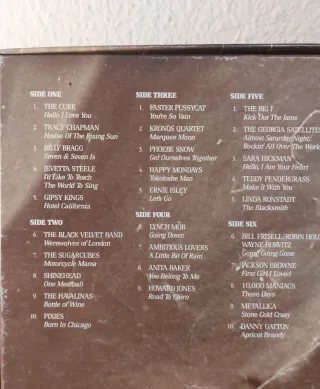 SIDE ONE
1. THE CURE
Hello I Love You
2. TRACY CHAPMAN
House Of The Rising Sun
3. BILLY BRAGG
Seven & Seven Is
4. JEVETTA STEELE
I'd Like To Teach
The World To Sing
5. GIPSY KINGS
Hotel California
SIDE TWO
6. THE BLACK VELVET BAND
Werewolves of London
7. THE SUGARCUBES
Motorcycle Mama
8. SHINEHEAD
One Meatball
9. THE HAVALINAS
Bottle of Wine
10. PIXIES
Born In Chicago
SIDE THREE
1. FASTER PUSSYCAT
You're So Vain
2. KRONOS QUARTET
Marquee Moon
3. PHOEBE SNOW
Get Ourselves Together
4. HAPPY MONDAYS
Tokoloshe Man
5. ERNIE ISLEY
Let's Go
SIDE FOUR
6. LYNCH MOB
Going Down
7. AMBITIOUS LOVERS
A Little Bit Of Rain
8. ANITA BAKER
You Belong To Me
9. HOWARD JONES
Road To Cairo
SIDE FIVE
1. THE BIG F
Kick Out The Jams
2. THE GEORGIA SATELLITES
Almost Saturday Night/
Rockin' All Over The World
3. SARA HICKMAN
Hello, I Am Your Heart
4. TEDDY PENDERGRASS
Make It With You
5. LINDA RONSTADT
The Blacksmith
SIDE SIX
6. BILL FRISELL/ROBIN HOL
WAYNE HORVITZ
Going Going Gone
7. JACKSON BROWNE
First Girl I Loved
8. 10,000 MANIACS
These Days
9. METALLICA
Stone Cold Crazy
10. DANNY GATTON
Apricot Brandy